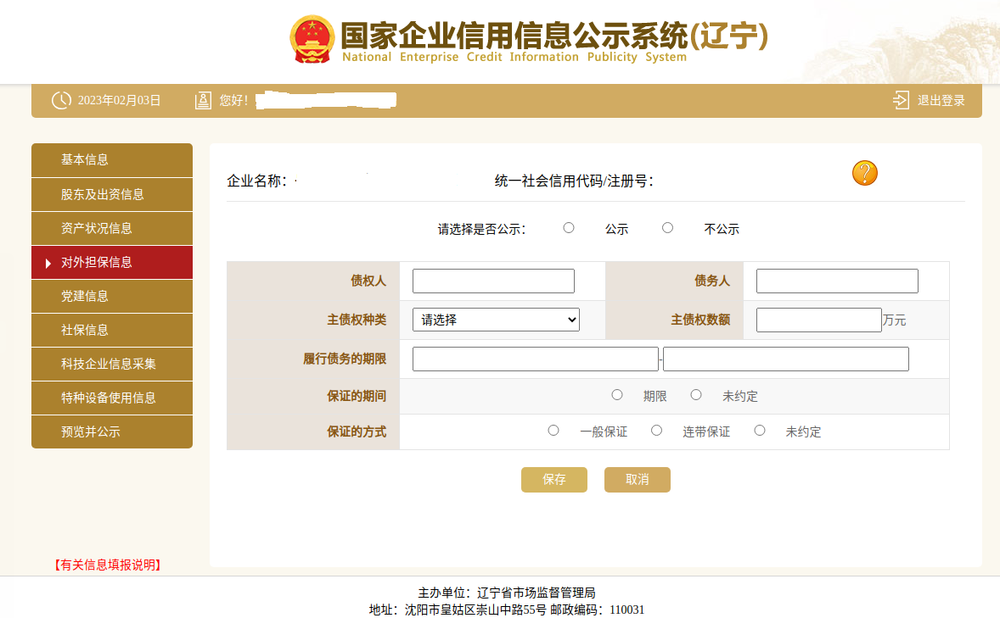 国家企业信用信息公示系统(辽宁)
National Enterprise Credit Information Publicity System
2023年02月03日 您好！ 退出登录
基本信息
股东及出资信息
资产状况信息
对外担保信息
党建信息
社保信息
科技企业信息采集
特种设备使用信息
预览并公示
【有关信息填报说明】
企业名称： 统一社会信用代码/注册号： ?
请选择是否公示： 公示 不公示
债权人 债务人
主债权种类 请选择 主债权数额 万元
履行债务的期限 -
保证的期间 期限 未约定
保证的方式 一般保证 连带保证 未约定
保存 取消
主办单位：辽宁省市场监督管理局
地址：沈阳市皇姑区崇山中路55号 邮政编码：110031